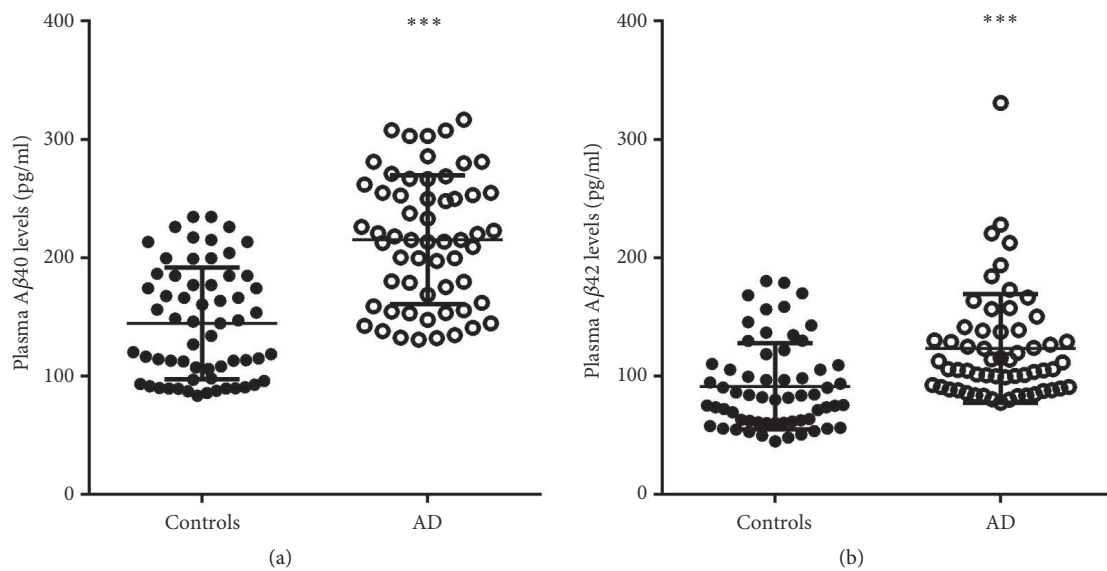 400
300
200
100
0
Plasma Aβ40 levels (pg/ml)
***
Controls
AD
(a)
400
300
200
100
0
Plasma Aβ42 levels (pg/ml)
***
Controls
AD
(b)